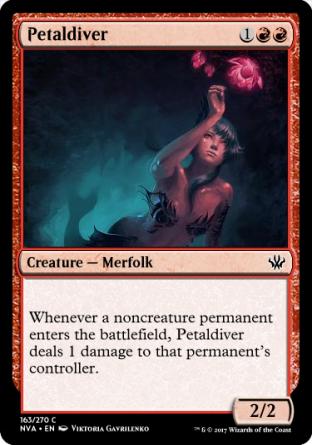 Petaldiver 1
Creature — Merfolk
Whenever a noncreature permanent
enters the battlefield, Petaldiver
deals 1 damage to that permanent's
controller.
2/2
163/270 C
NVA • EN Viktoria Gavrilenko
™ & © 2017 Wizards of the Coast